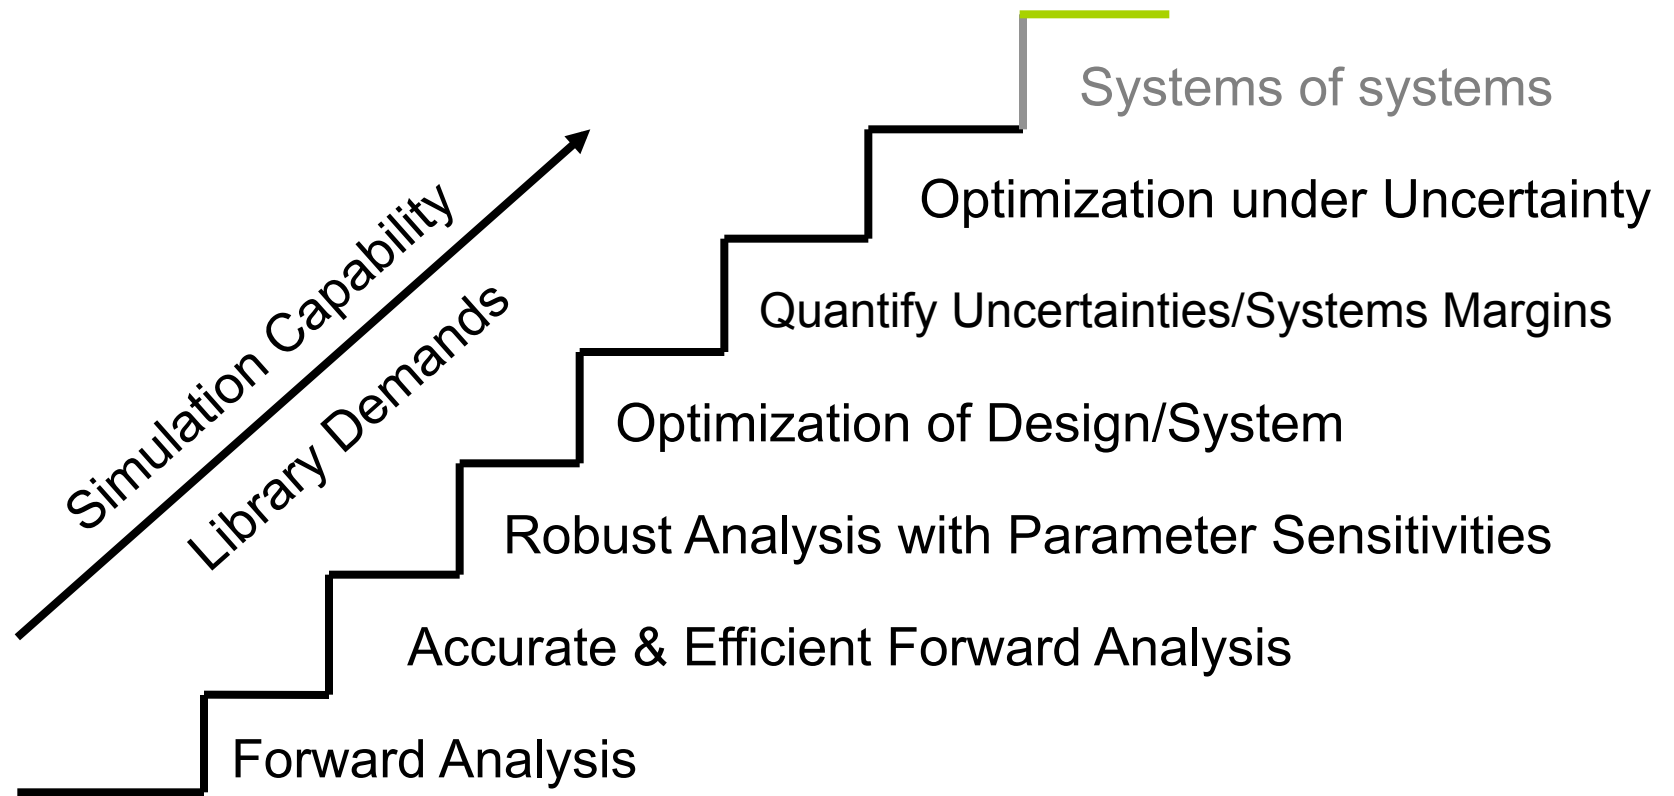 Systems of systems
Optimization under Uncertainty
Quantify Uncertainties/Systems Margins
Optimization of Design/System
Robust Analysis with Parameter Sensitivities
Accurate & Efficient Forward Analysis
Forward Analysis
Simulation Capability
Library Demands